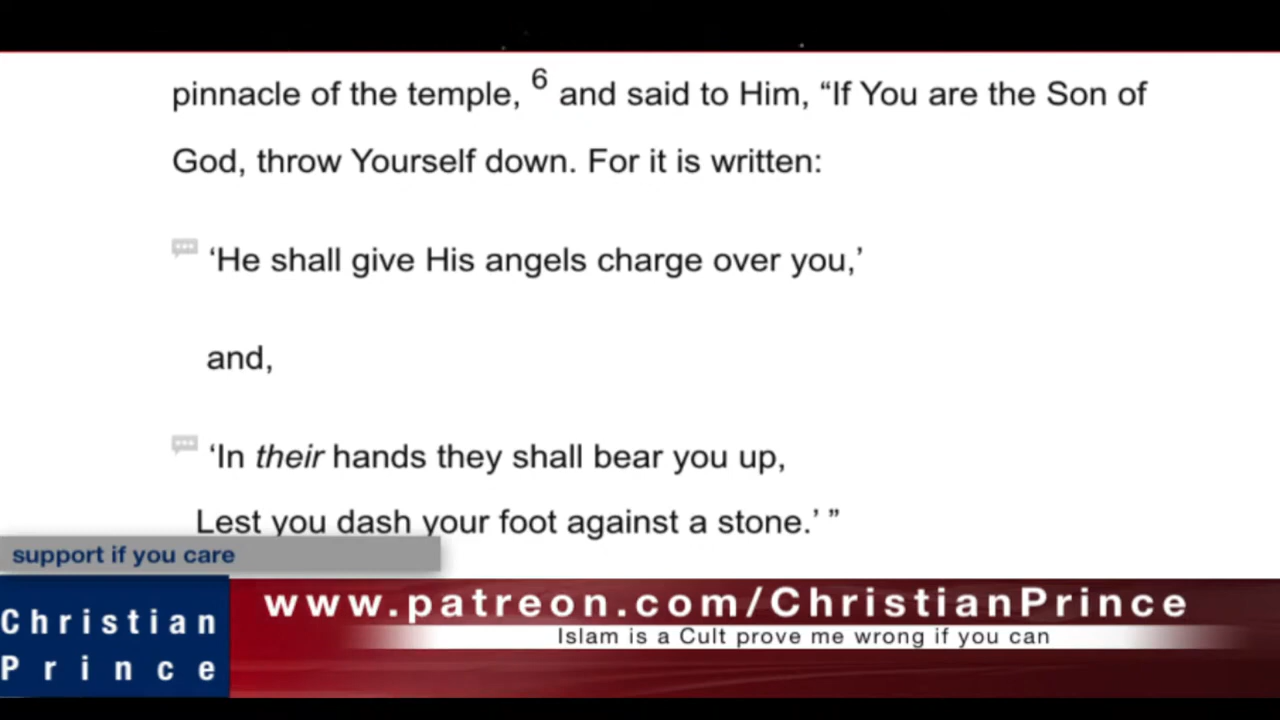 pinnacle of the temple, 6 and said to Him, “If You are the Son of
God, throw Yourself down. For it is written:
‘He shall give His angels charge over you,’
and,
‘In their hands they shall bear you up,
Lest you dash your foot against a stone.’ ”
support if you care
Christian
Prince
www.patreon.com/ChristianPrince
Islam is a Cult prove me wrong if you can